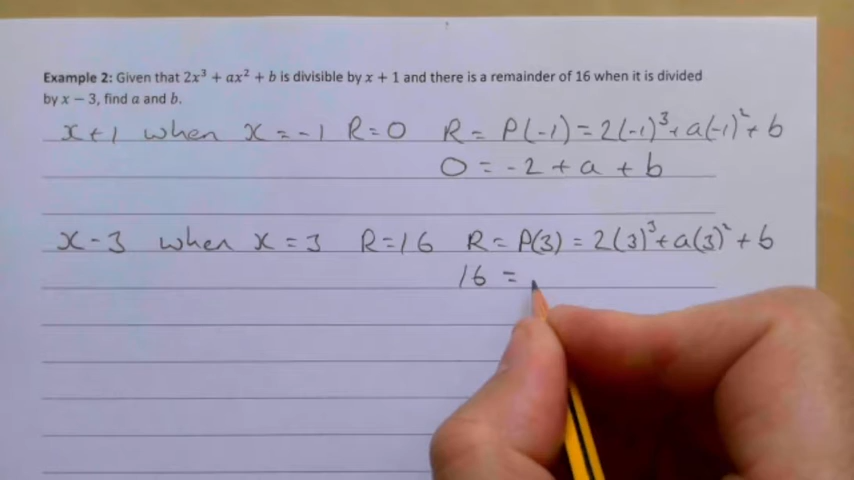 Example 2: Given that 2x³ + ax² + b is divisible by x + 1 and there is a remainder of 16 when it is divided
by x − 3, find a and b.
x+1 when x = -1 R=0 R = P(-1) = 2(-1)³ + a(-1)² + b
0 = -2 + a + b
x-3 when x = 3 R=16 R = P(3) = 2(3)³ + a(3)² + b
16 =